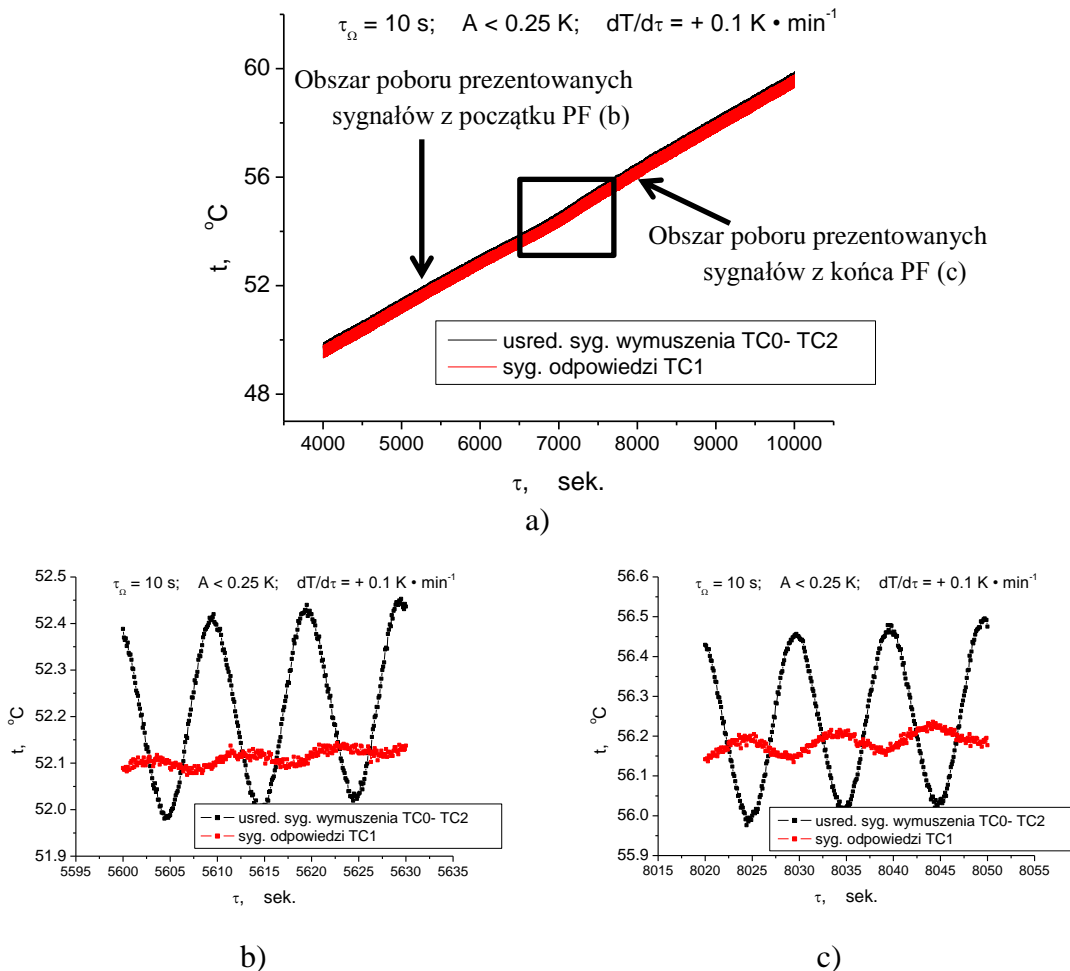 τΩ = 10 s; A < 0.25 K; dT/dτ = + 0.1 K • min-1
Obszar poboru prezentowanych
sygnałów z początku PF (b)
Obszar poboru prezentowanych
sygnałów z końca PF (c)
usred. syg. wymuszenia TC0- TC2
syg. odpowiedzi TC1
60
56
52
48
t, °C
4000 5000 6000 7000 8000 9000 10000
τ, sek.
a)
τΩ = 10 s; A < 0.25 K; dT/dτ = + 0.1 K • min-1
52.5
52.4
52.3
52.2
52.1
52.0
51.9
t, °C
usred. syg. wymuszenia TC0- TC2
syg. odpowiedzi TC1
5595 5600 5605 5610 5615 5620 5625 5630 5635
τ, sek.
b)
τΩ = 10 s; A < 0.25 K; dT/dτ = + 0.1 K • min-1
56.6
56.5
56.4
56.3
56.2
56.1
56.0
55.9
t, °C
usred. syg. wymuszenia TC0- TC2
syg. odpowiedzi TC1
8015 8020 8025 8030 8035 8040 8045 8050 8055
τ, sek.
c)